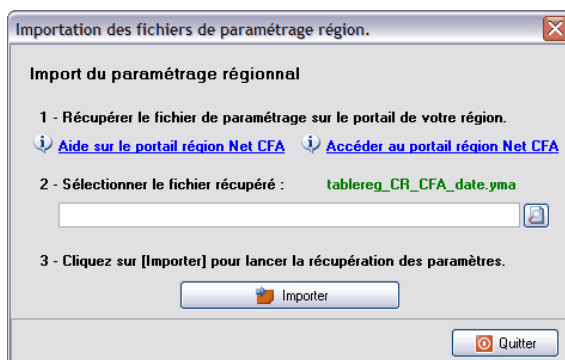 Importation des fichiers de paramétrage région.
Import du paramétrage régionnal
1 - Récupérer le fichier de paramétrage sur le portail de votre région.
Aide sur le portail région Net CFA Accéder au portail région Net CFA
2 - Sélectionner le fichier récupéré : tablereg_CR_CFA_date.yma
3 - Cliquez sur [Importer] pour lancer la récupération des paramètres.
Importer
Quitter